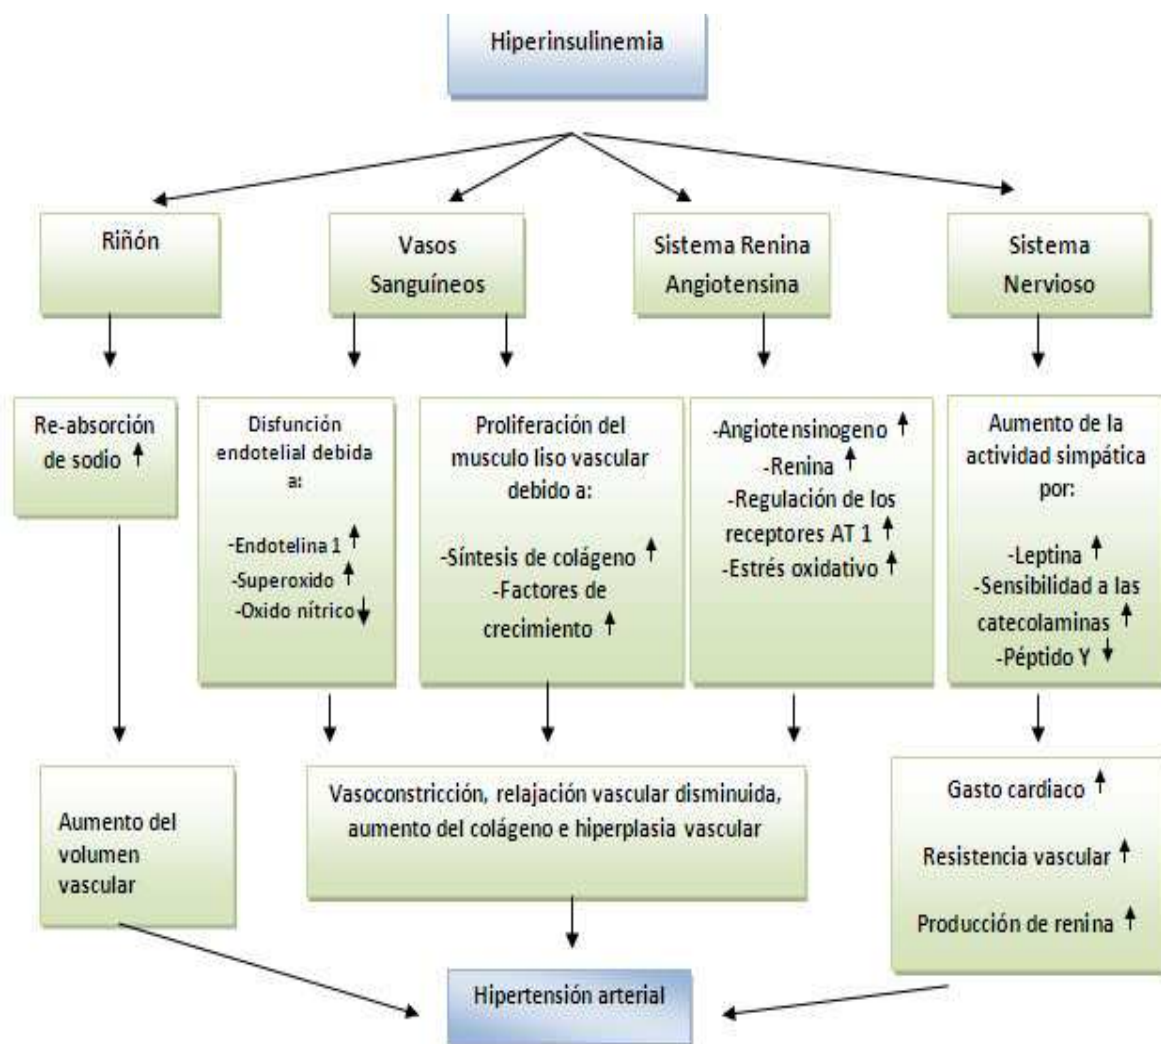 Hiperinsulinemia
Riñón
Vasos
Sanguíneos
Sistema Renina
Angiotensina
Sistema
Nervioso
Re-absorción
de sodio ↑
Disfunción
endotelial debida
a:
-Endotelina 1 ↑
-Superoxido ↑
-Oxido nítrico ↓
Proliferación del
musculo liso vascular
debido a:
-Síntesis de colágeno ↑
-Factores de
crecimiento ↑
-Angiotensinogeno ↑
-Renina ↑
-Regulación de los
receptores AT 1 ↑
-Estrés oxidativo ↑
Aumento de la
actividad simpática
por:
-Leptina ↑
-Sensibilidad a las
catecolaminas ↑
-Péptido Y ↓
Aumento del
volumen
vascular
Vasoconstricción, relajación vascular disminuida,
aumento del colágeno e hiperplasia vascular
Gasto cardiaco ↑
Resistencia vascular ↑
Producción de renina ↑
Hipertensión arterial